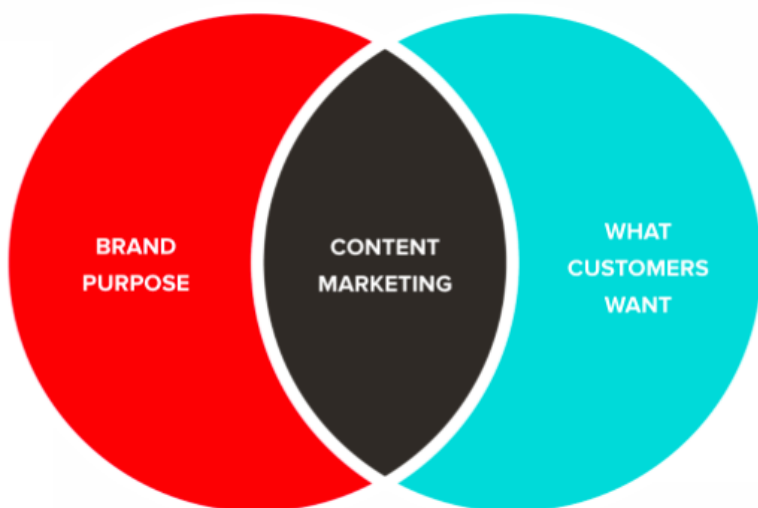 BRAND
PURPOSE
CONTENT
MARKETING
WHAT
CUSTOMERS
WANT